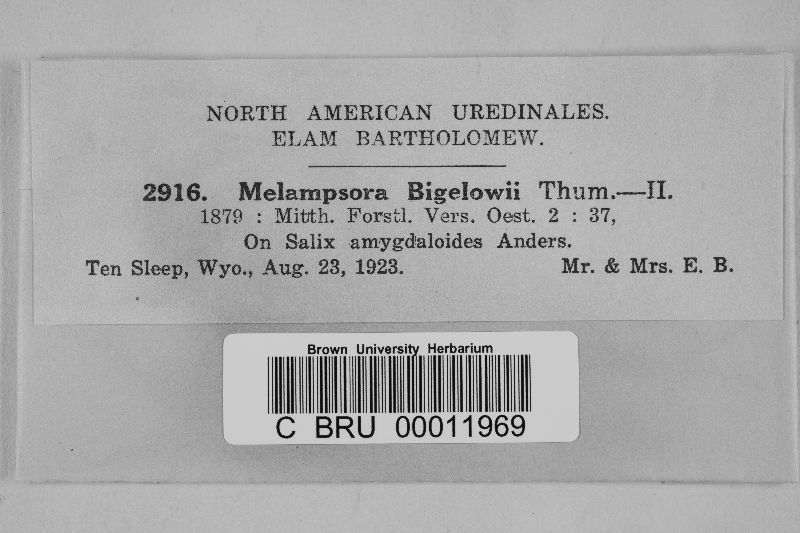 NORTH AMERICAN UREDINALES.
ELAM BARTHOLOMEW.
2916. Melampsora Bigelowii Thum.—II.
1879 : Mitth. Forstl. Vers. Oest. 2 : 37,
On Salix amygdaloides Anders.
Ten Sleep, Wyo., Aug. 23, 1923. Mr. & Mrs. E. B.
Brown University Herbarium
C BRU 00011969